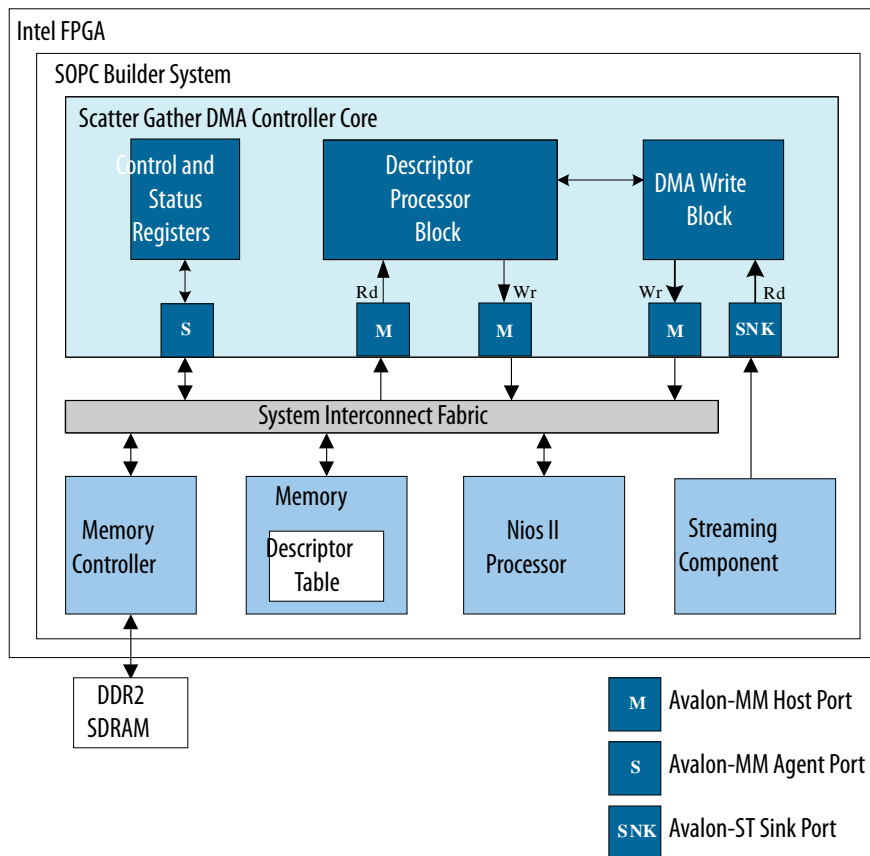 Intel FPGA
SOPC Builder System
Scatter Gather DMA Controller Core
Control and
Status
Registers
Descriptor
Processor
Block
DMA Write
Block
Rd
Wr
Wr
Rd
S
M
M
M
SNK
System Interconnect Fabric
Memory
Controller
Memory
Descriptor
Table
Nios II
Processor
Streaming
Component
DDR2
SDRAM
M
Avalon-MM Host Port
S
Avalon-MM Agent Port
SNK
Avalon-ST Sink Port